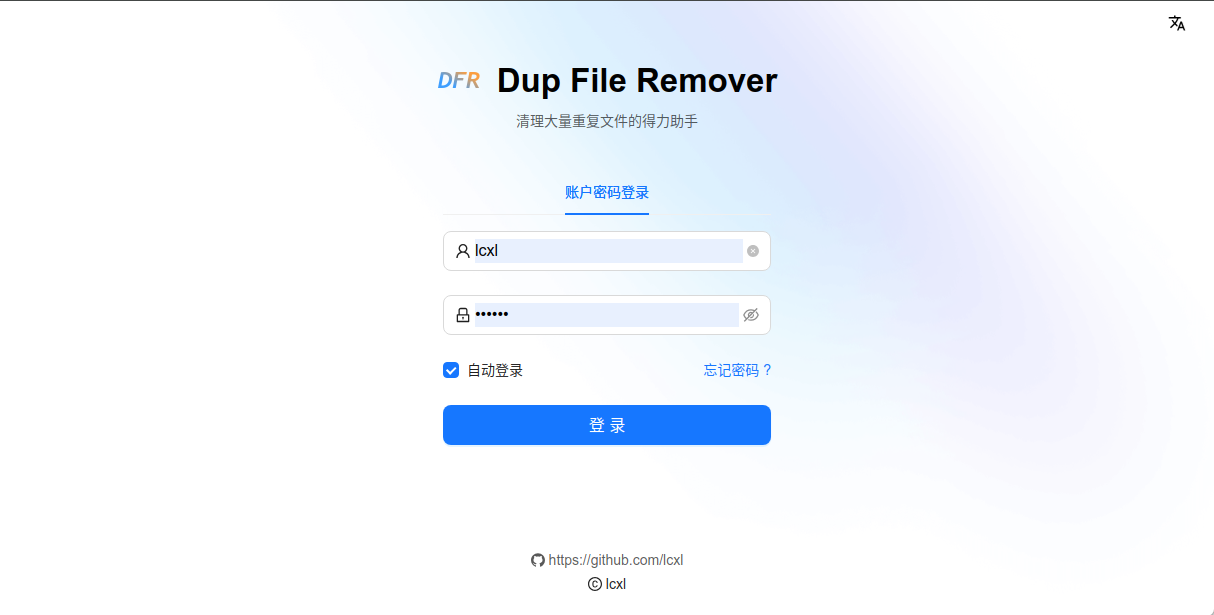 DFR Dup File Remover
清理大量重复文件的得力助手
账户密码登录
lcxl
••••••
自动登录 忘记密码 ?
登 录
https://github.com/lcxl
© lcxl